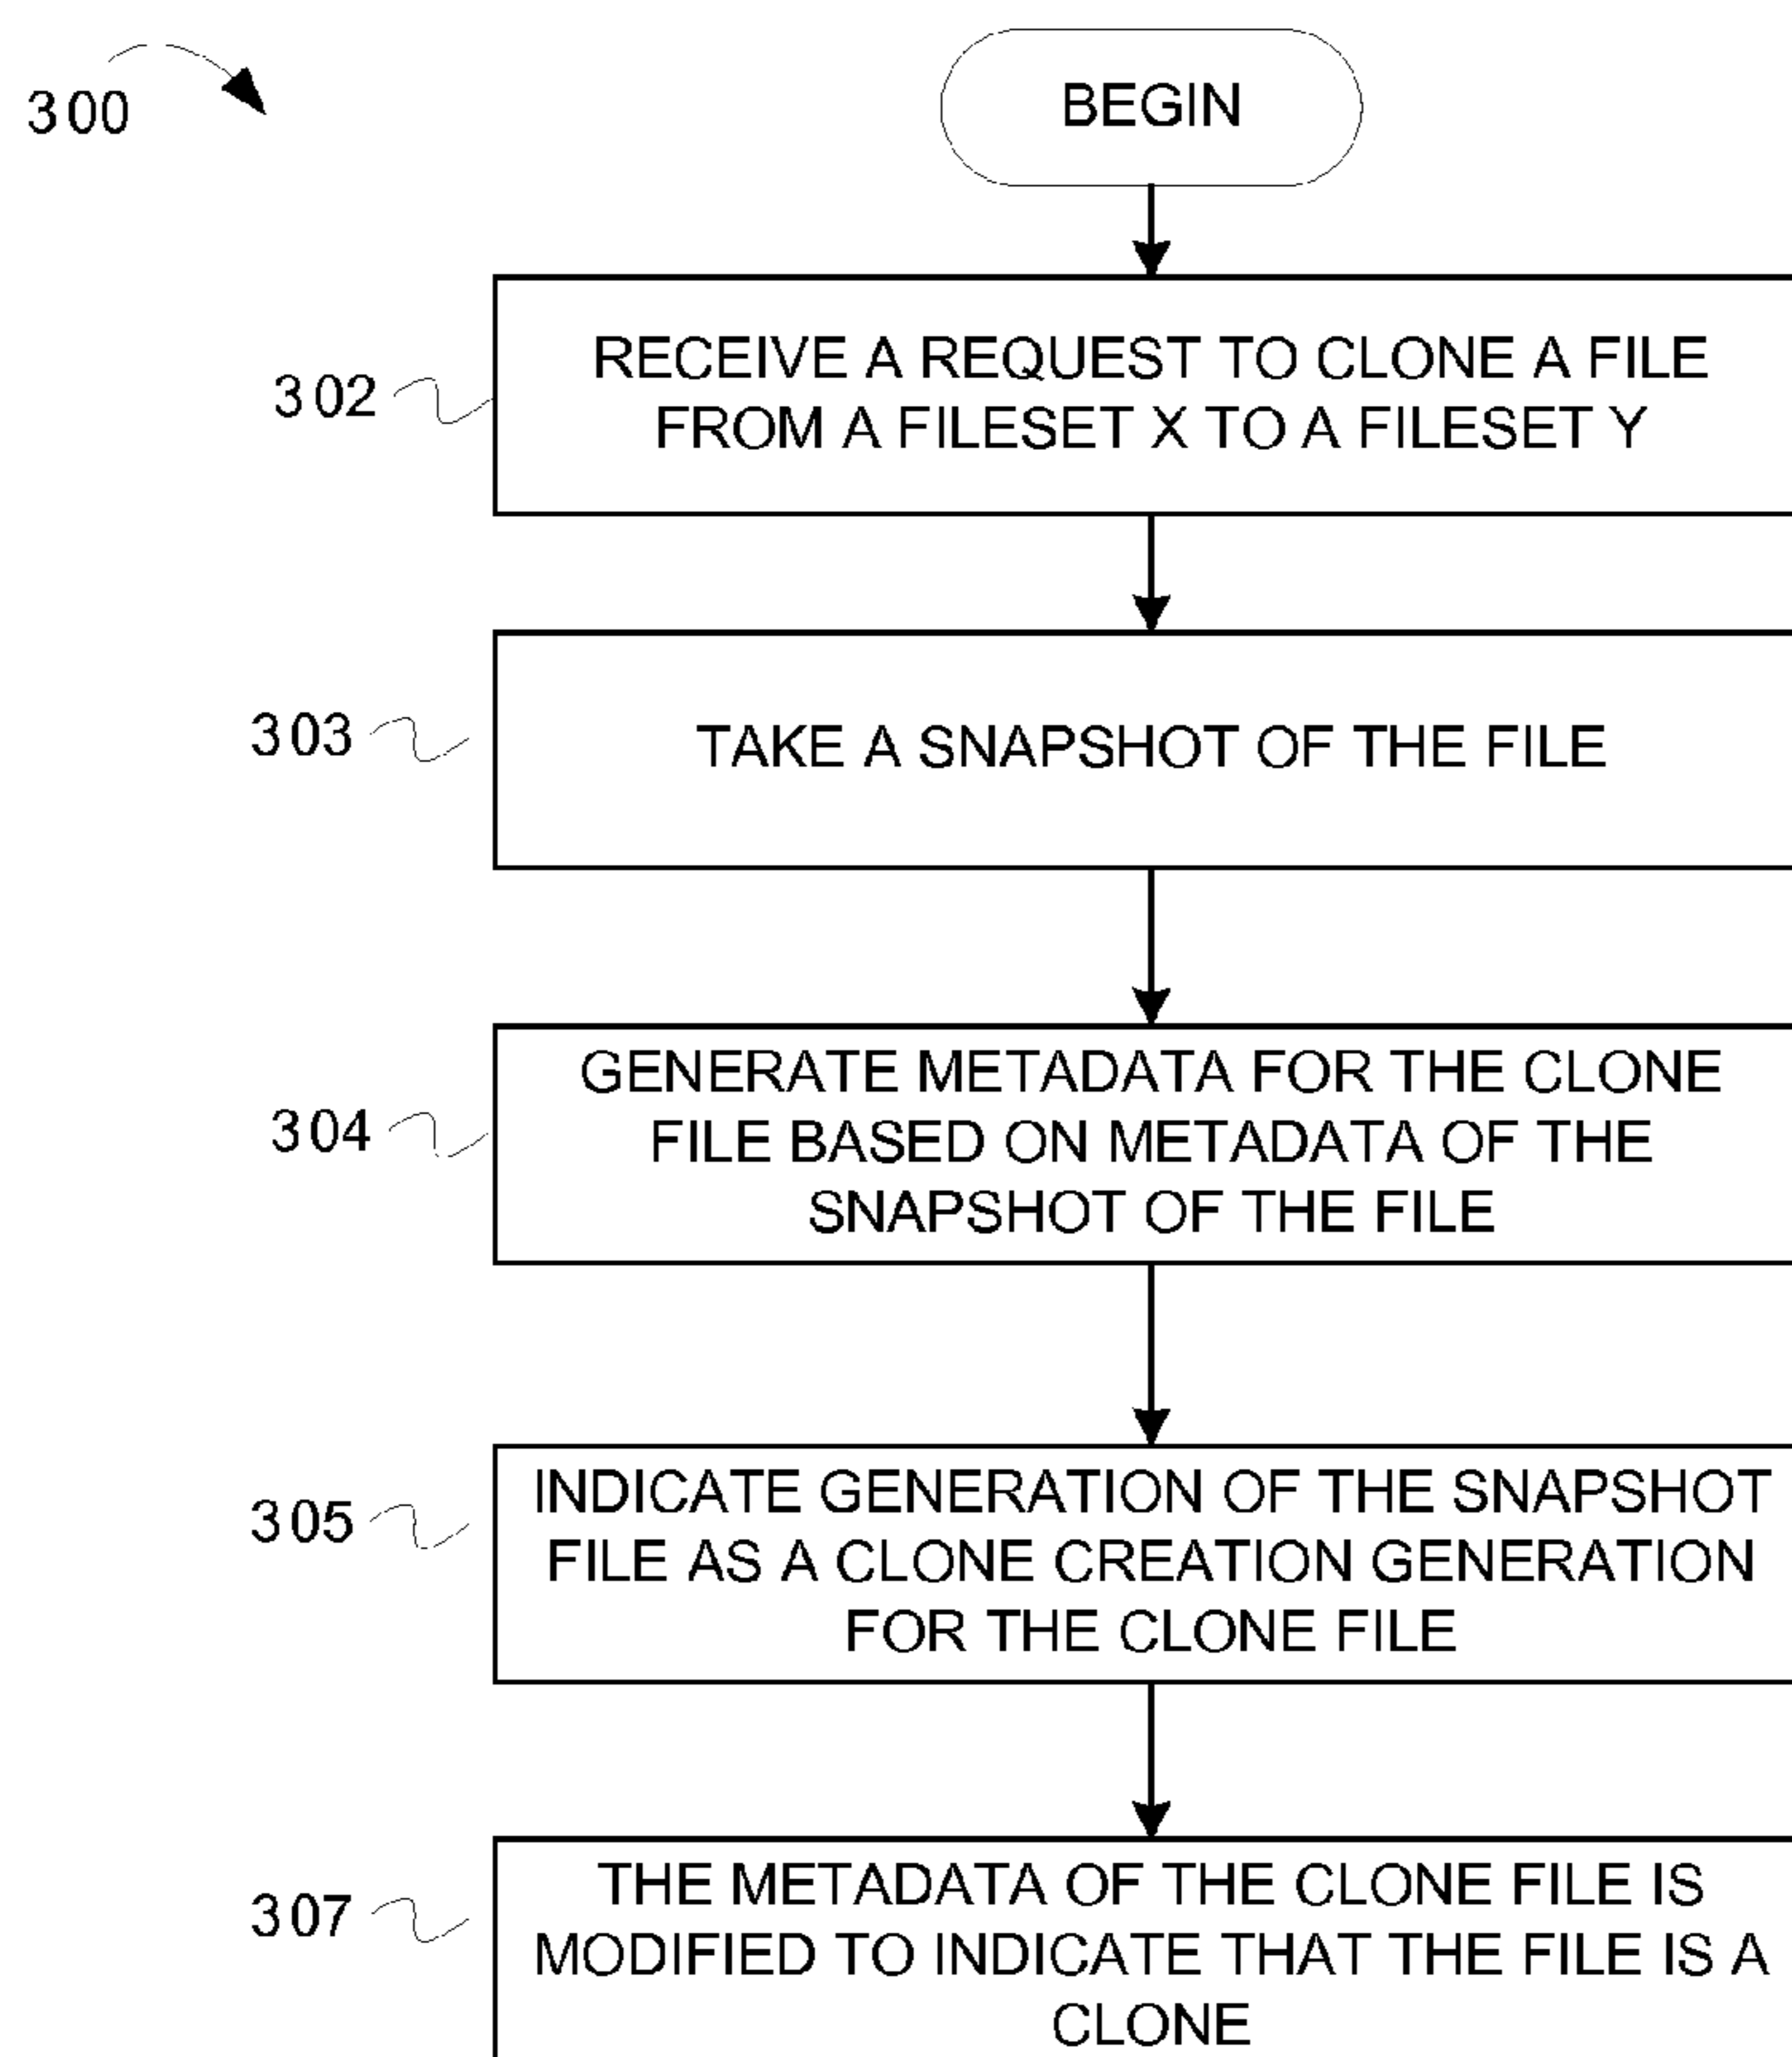 300
BEGIN
302
RECEIVE A REQUEST TO CLONE A FILE
FROM A FILESET X TO A FILESET Y
303
TAKE A SNAPSHOT OF THE FILE
304
GENERATE METADATA FOR THE CLONE
FILE BASED ON METADATA OF THE
SNAPSHOT OF THE FILE
305
INDICATE GENERATION OF THE SNAPSHOT
FILE AS A CLONE CREATION GENERATION
FOR THE CLONE FILE
307
THE METADATA OF THE CLONE FILE IS
MODIFIED TO INDICATE THAT THE FILE IS A
CLONE